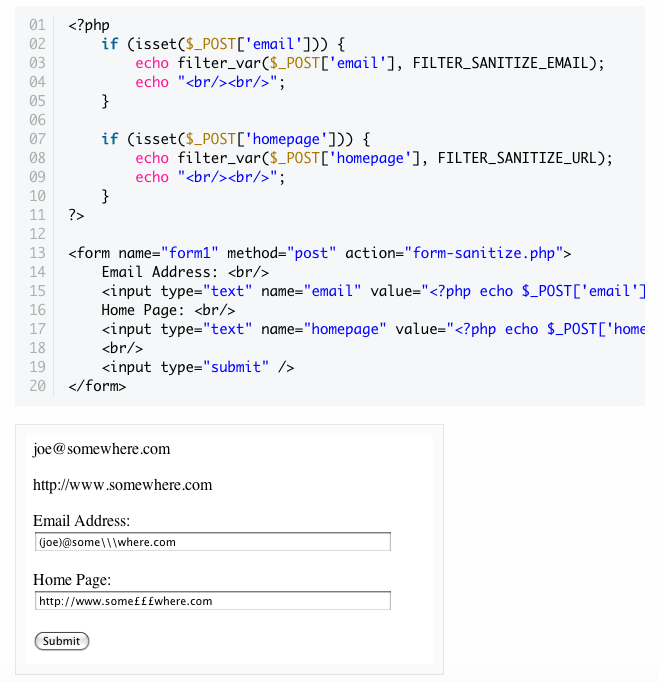 01 <?php
02     if (isset($_POST['email'])) {
03         echo filter_var($_POST['email'], FILTER_SANITIZE_EMAIL);
04         echo "<br/><br/>";
05     }
06
07     if (isset($_POST['homepage'])) {
08         echo filter_var($_POST['homepage'], FILTER_SANITIZE_URL);
09         echo "<br/><br/>";
10     }
11 ?>
12
13 <form name="form1" method="post" action="form-sanitize.php">
14     Email Address: <br/>
15     <input type="text" name="email" value="<?php echo $_POST['email']
16     Home Page: <br/>
17     <input type="text" name="homepage" value="<?php echo $_POST['home
18     <br/>
19     <input type="submit" />
20 </form>
joe@somewhere.com
http://www.somewhere.com
Email Address:
(joe)@some\\\where.com
Home Page:
http://www.some£££where.com
Submit